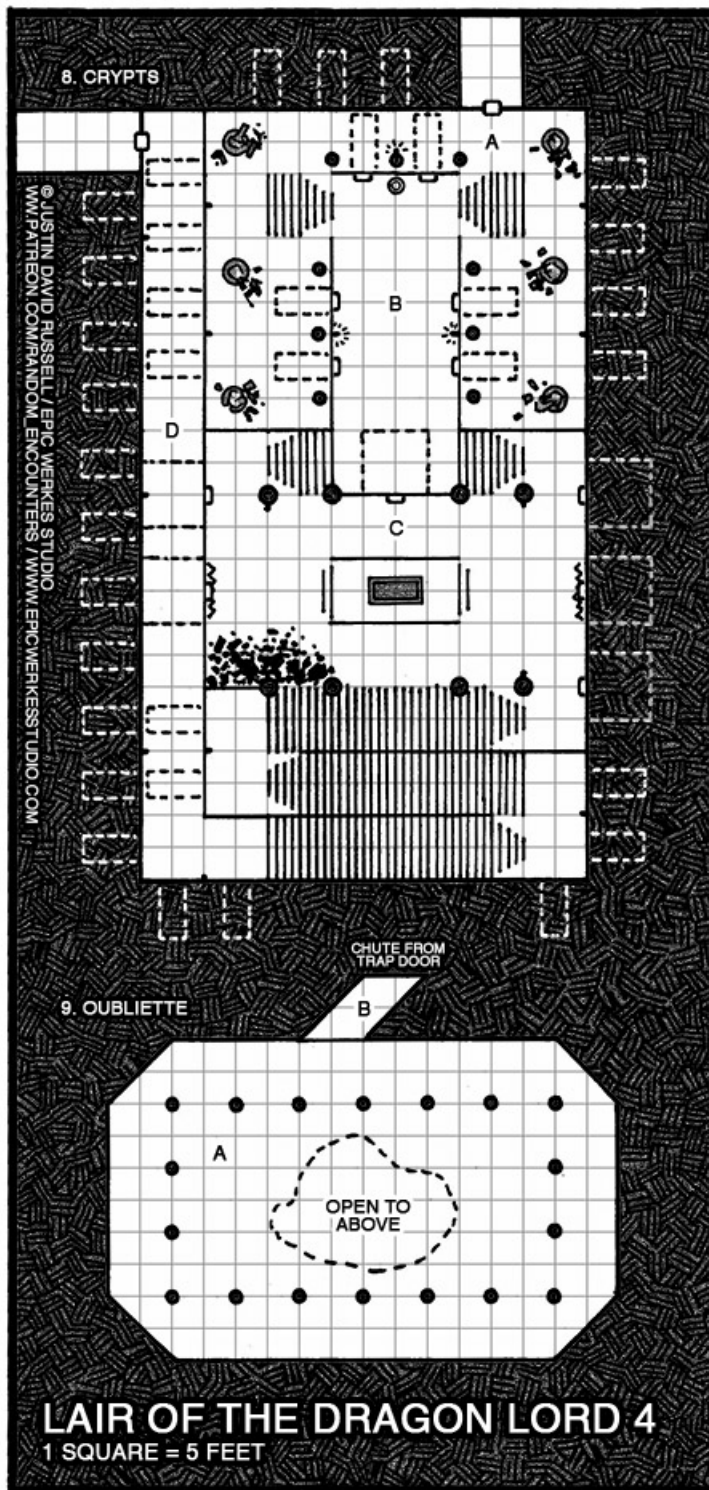 8. CRYPTS
A
B
© JUSTIN DAVID RUSSELL / EPIC WERKES STUDIO
WWW.PATREON.COM/RANDOM_ENCOUNTERS / WWW.EPICWERKESSTUDIO.COM
D
C
CHUTE FROM
TRAP DOOR
9. OUBLIETTE
B
A
OPEN TO
ABOVE
LAIR OF THE DRAGON LORD 4
1 SQUARE = 5 FEET